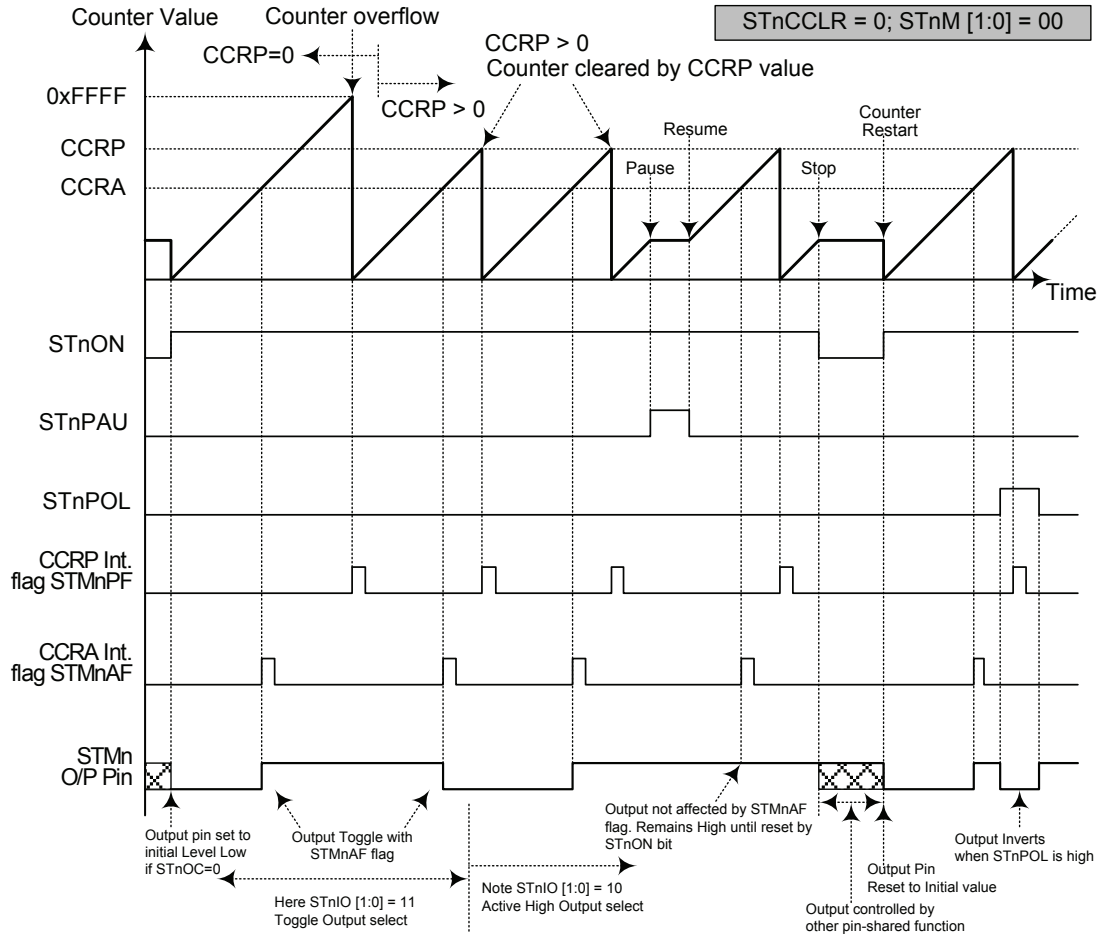 Counter Value
Counter overflow
STnCCLR = 0; STnM [1:0] = 00
CCRP=0
CCRP > 0
CCRP > 0
Counter cleared by CCRP value
0xFFFF
CCRP
CCRA
Pause
Resume
Stop
Counter
Restart
Time
STnON
STnPAU
STnPOL
CCRP Int.
flag STMnPF
CCRA Int.
flag STMnAF
STMn
O/P Pin
Output pin set to
initial Level Low
if STnOC=0
Output Toggle with
STMnAF flag
Output not affected by STMnAF
flag. Remains High until reset by
STnON bit
Output Inverts
when STnPOL is high
Output Pin
Reset to Initial value
Here STnIO [1:0] = 11
Toggle Output select
Note STnIO [1:0] = 10
Active High Output select
Output controlled by
other pin-shared function